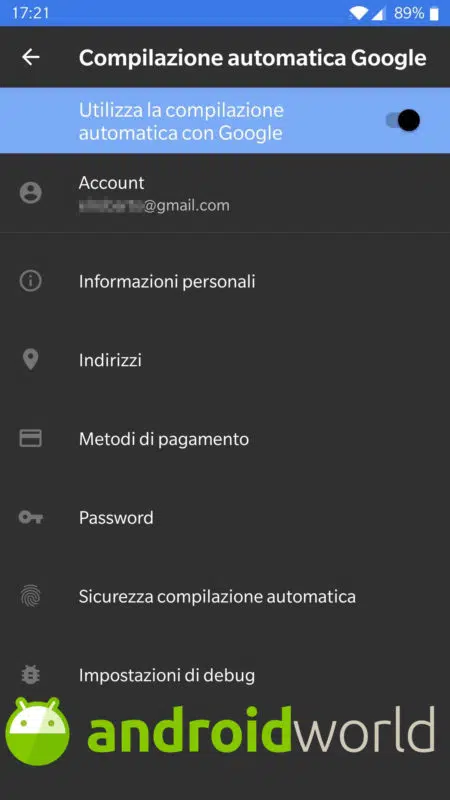 17:21
89%
Compilazione automatica Google
Utilizza la compilazione
automatica con Google
Account
@gmail.com
Informazioni personali
Indirizzi
Metodi di pagamento
Password
Sicurezza compilazione automatica
Impostazioni di debug
androidworld